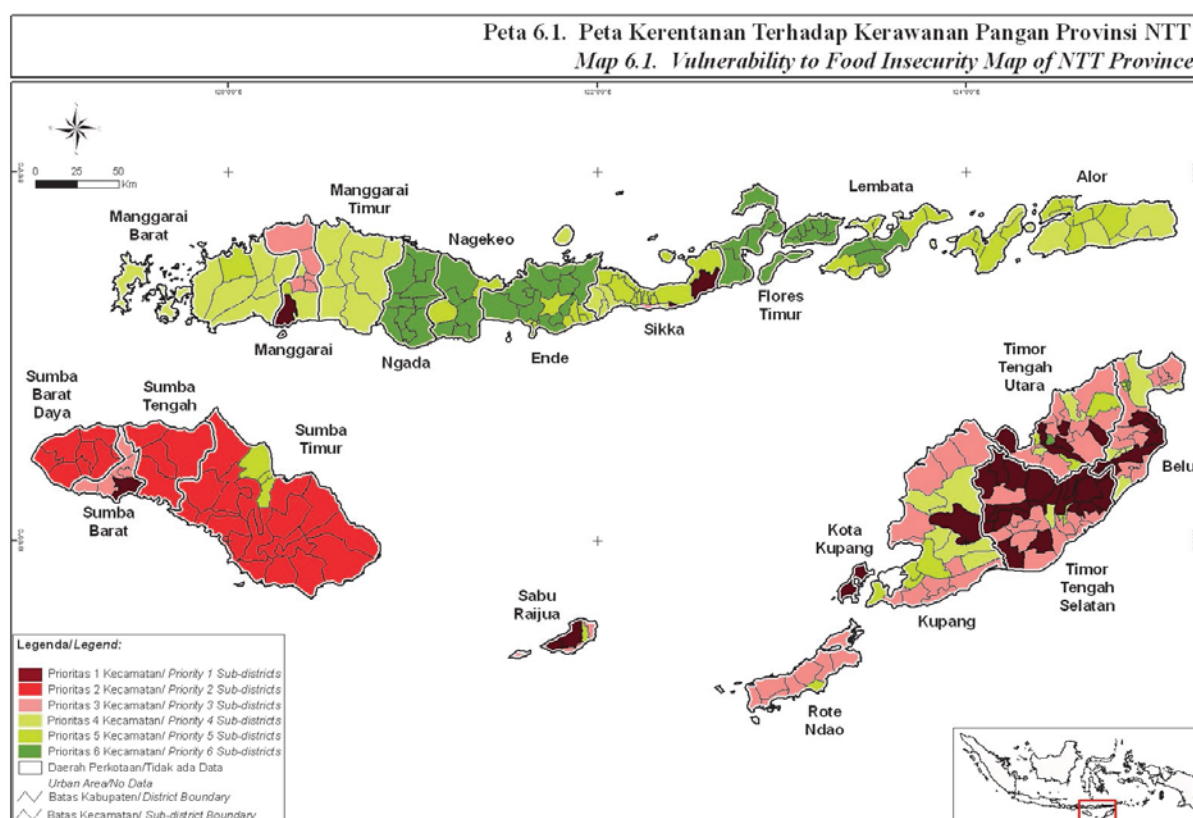 Peta 6.1. Peta Kerentanan Terhadap Kerawanan Pangan Provinsi NTT
Map 6.1. Vulnerability to Food Insecurity Map of NTT Province
0 25 50
Km
Manggarai
Barat
Manggarai
Timur
Nagekeo
Lembata
Alor
Manggarai
Ngada
Ende
Sikka
Flores
Timur
Sumba
Barat
Daya
Sumba
Tengah
Sumba
Timur
Sumba
Barat
Timor
Tengah
Utara
Belu
Kota
Kupang
Timor
Tengah
Selatan
Kupang
Sabu
Raijua
Rote
Ndao
Legenda/Legend:
Prioritas 1 Kecamatan/ Priority 1 Sub-districts
Prioritas 2 Kecamatan/ Priority 2 Sub-districts
Prioritas 3 Kecamatan/ Priority 3 Sub-districts
Prioritas 4 Kecamatan/ Priority 4 Sub-districts
Prioritas 5 Kecamatan/ Priority 5 Sub-districts
Prioritas 6 Kecamatan/ Priority 6 Sub-districts
Daerah Perkotaan/Tidak ada Data
Urban Area/No Data
Batas Kabupaten/ District Boundary
Batas Kecamatan/ Sub-district Boundary